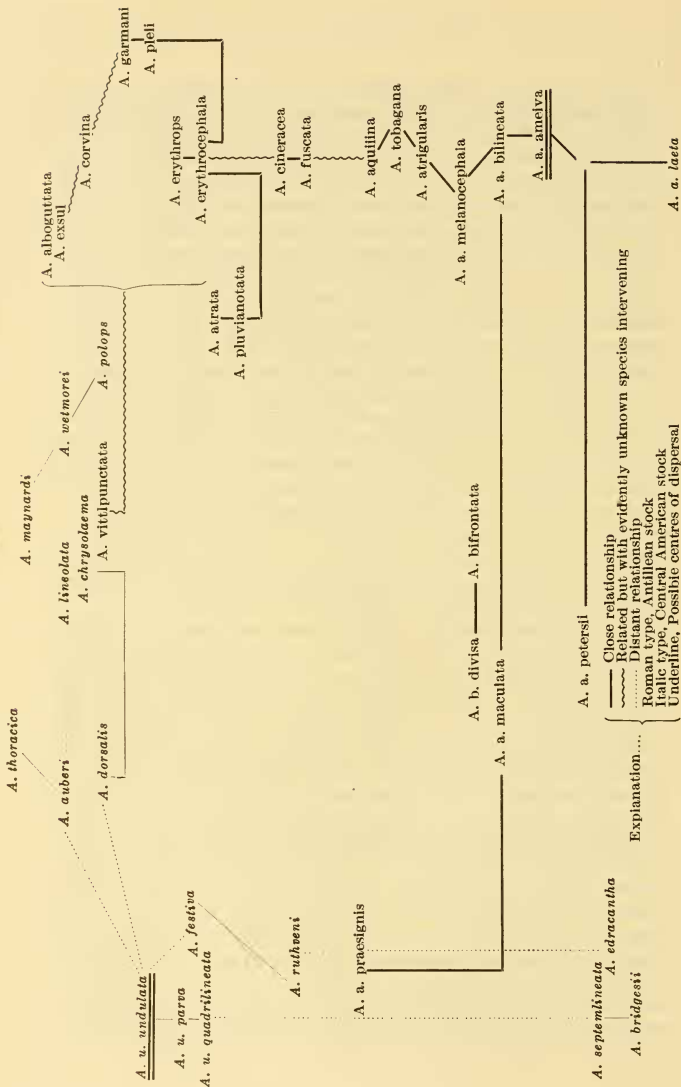 A. thoracica
A. maynardi
A. alboguttata
A. exsul
A. auberi
A. lineolata
A. wetmorei
A. corvina
A. chrysolaema
A. garmani
A. pleii
A. dorsalis
A. vittipunctata
A. polops
A. u. undulata
A. u. parva
A. festiva
A. erythrops
A. u. quadrilineata
A. erythrocephala
A. atrata
A. pluvianotata
A. cineracea
A. ruthveni
A. fuscata
A. a. praesignis
A. aquilina
A. tobagana
A. atrigularis
A. a. melanocephala
A. b. divisa
A. bifrontata
A. a. maculata
A. a. bilineata
A. a. ameiva
A. a. petersii
A. septemlineata
A. edracantha
A. bridgesii
A. a. laeta
Explanation....
Close relationship
Related but with evidently unknown species intervening
Distant relationship
Roman type, Antillean stock
Italic type, Central American stock
Underline, Possible centres of dispersal